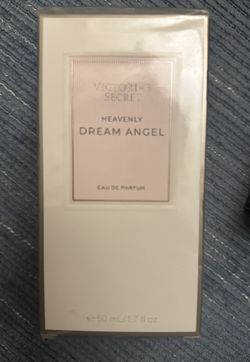 VICTORIA'S
SECRET
HEAVENLY
DREAM ANGEL
EAU DE PARFUM
℮50 mL/1.7 fl oz